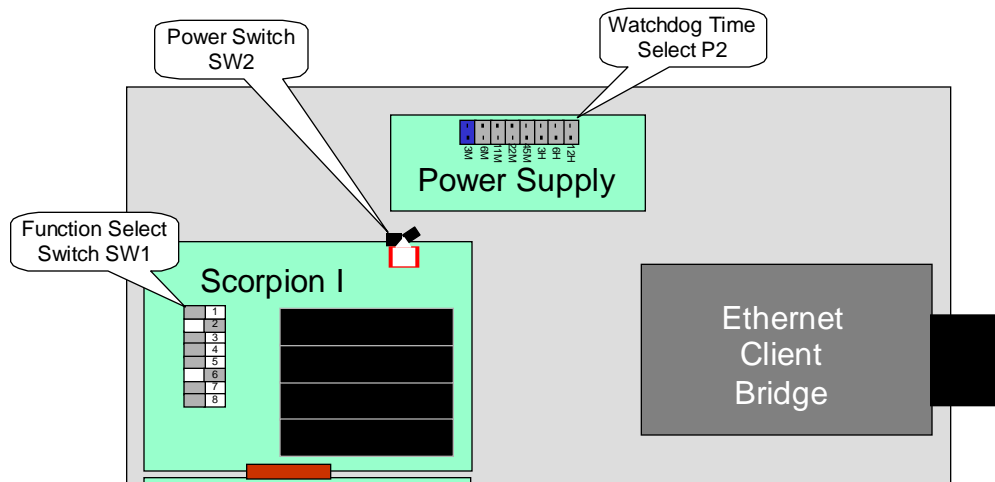 Power Switch
SW2
Watchdog Time
Select P2
3M
6M
11M
22M
45M
3H
6H
12H
Power Supply
Function Select
Switch SW1
Scorpion I
1
2
3
4
5
6
7
8
Ethernet
Client
Bridge